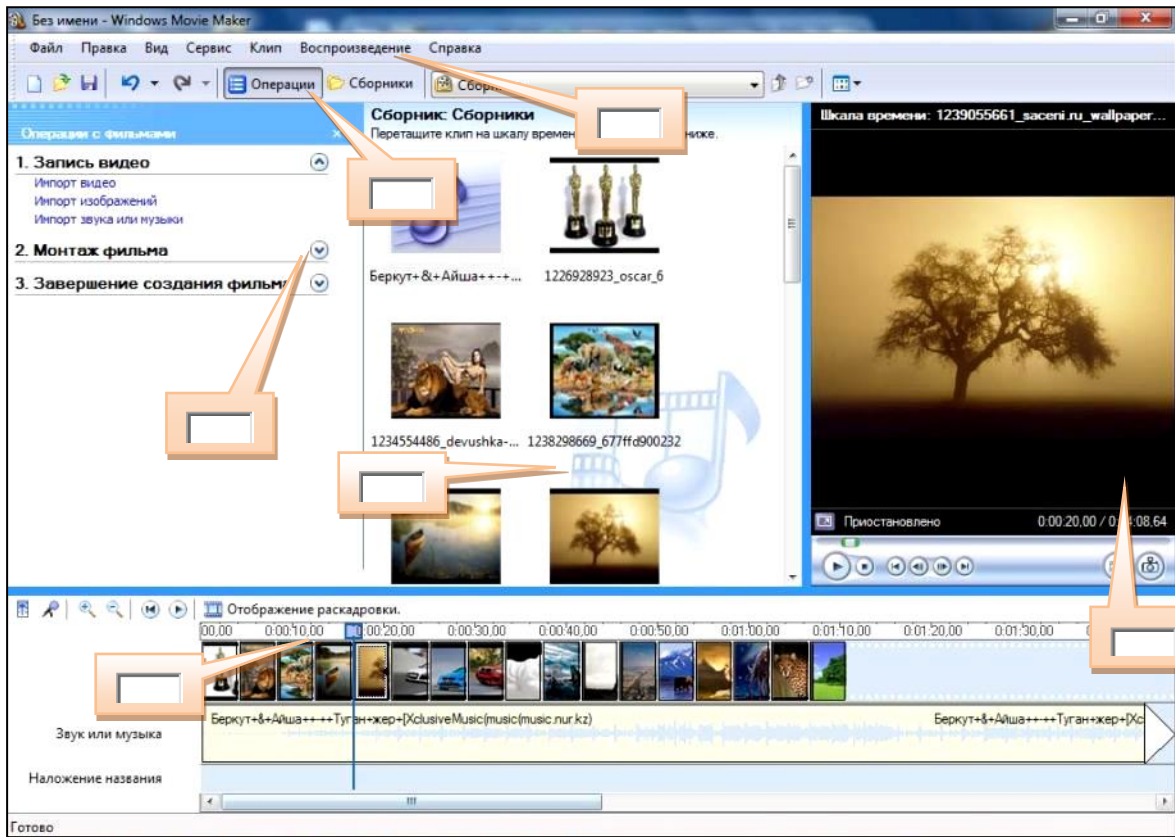 Без имени - Windows Movie Maker
Файл Правка Вид Сервис Клип Воспроизведение Справка
Операции Сборники
Операции с фильмами
1. Запись видео
Импорт видео
Импорт изображений
Импорт звука или музыки
2. Монтаж фильма
3. Завершение создания фильма
Сборник: Сборники
Перетащите клип на шкалу времен ниже.
Беркут+&+Айша++-+...
1226928923_oscar_6
1234554486_devushka-...
1238298669_677ffd900232
Шкала времени: 1239055661_saceni.ru_wallpaper...
Приостановлено
0:00:20,00 / 0: 4:08,64
Отображение раскадровки.
00,00 0:00:10,00 00:20,00 0:00:30,00 0:00:40,00 0:00:50,00 0:01:00,00 0:01:10,00 0:01:20,00 0:01:30,00
Звук или музыка
Беркут+&+Айша++-++Туган+жер+[XclusiveMusic(music(music.nur.kz)
Беркут+&+Айша++-++Туган+жер+[Xc
Наложение названия
Готово